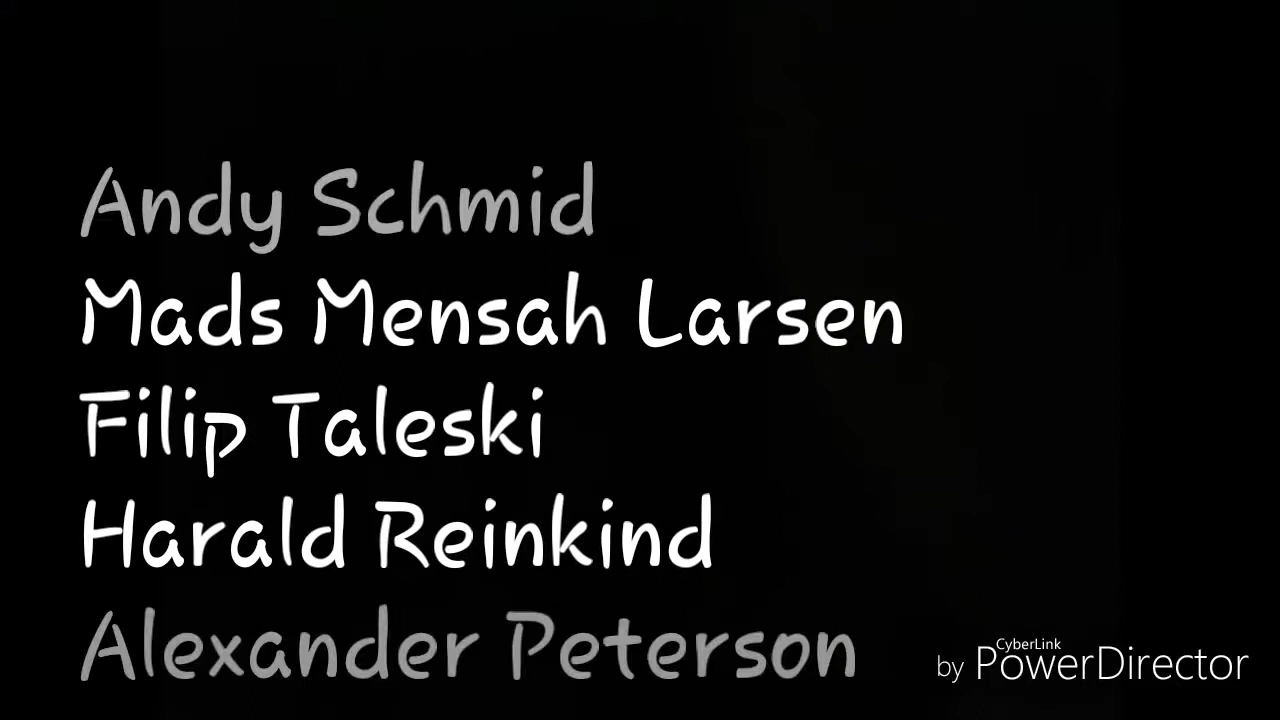 Andy Schmid
Mads Mensah Larsen
Filip Taleski
Harald Reinkind
Alexander Peterson
CyberLink
by PowerDirector